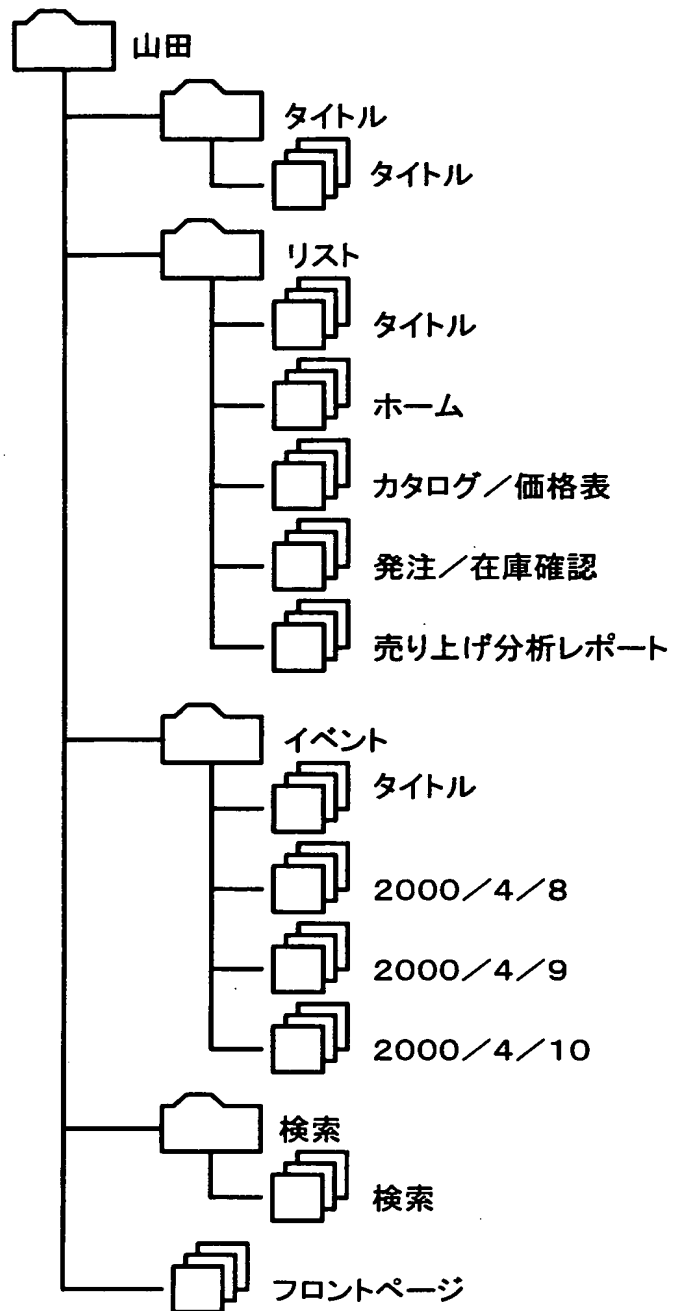 山田
タイトル
タイトル
リスト
タイトル
ホーム
カタログ／価格表
発注／在庫確認
売り上げ分析レポート
イベント
タイトル
2000／4／8
2000／4／9
2000／4／10
検索
検索
フロントページ